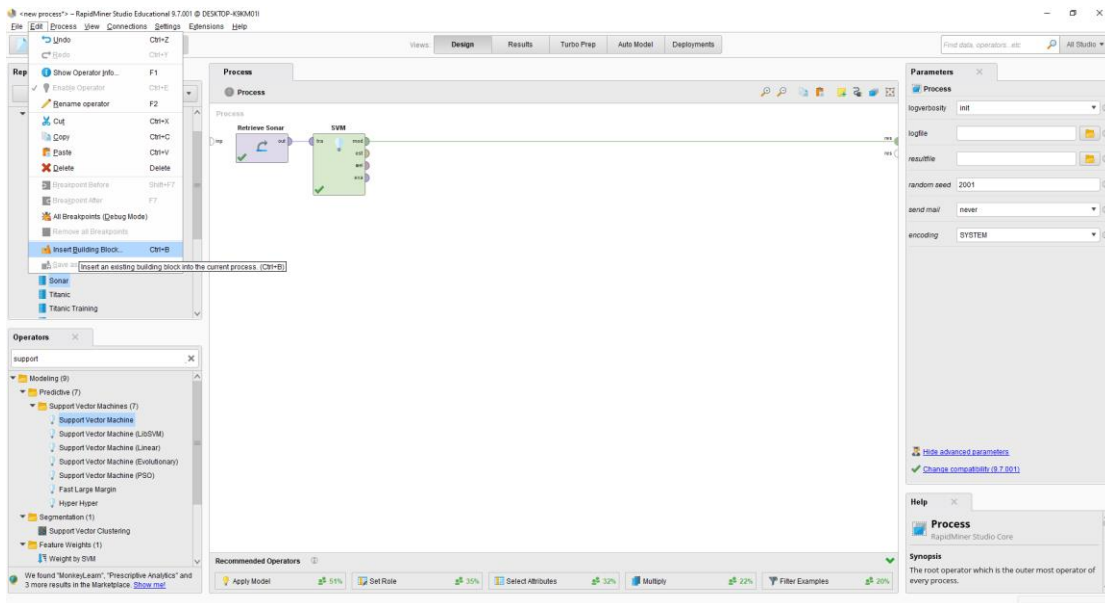 <new process*> – RapidMiner Studio Educational 9.7.001 @ DESKTOP-K9KM01I
File Edit Process View Connections Settings Extensions Help
Views: Design Results Turbo Prep Auto Model Deployments
Find data, operators...etc
All Studio
Undo Ctrl+Z
Redo Ctrl+Y
Show Operator Info... F1
Enable Operator Ctrl+E
Rename operator F2
Cut Ctrl+X
Copy Ctrl+C
Paste Ctrl+V
Delete Delete
Breakpoint Before Shift+F7
Breakpoint After F7
All Breakpoints (Debug Mode)
Remove all Breakpoints
Insert Building Block... Ctrl+B
Save as
Insert an existing building block into the current process. (Ctrl+B)
Rep
Sonar
Titanic
Titanic Training
Operators
support
Modeling (9)
Predictive (7)
Support Vector Machines (7)
Support Vector Machine
Support Vector Machine (LibSVM)
Support Vector Machine (Linear)
Support Vector Machine (Evolutionary)
Support Vector Machine (PSO)
Fast Large Margin
Hyper Hyper
Segmentation (1)
Support Vector Clustering
Feature Weights (1)
Weight by SVM
We found "MonkeyLearn", "Prescriptive Analytics" and
3 more results in the Marketplace. Show me!
Process
Process
Process
Retrieve Sonar
SVM
inp
out
tra
mod
est
wei
exa
res
res
Recommended Operators
Apply Model 51%
Set Role 35%
Select Attributes 32%
Multiply 22%
Filter Examples 20%
Parameters
Process
logverbosity init
logfile
resultfile
random seed 2001
send mail never
encoding SYSTEM
Hide advanced parameters
Change compatibility (9.7.001)
Help
Process
RapidMiner Studio Core
Synopsis
The root operator which is the outer most operator of
every process.